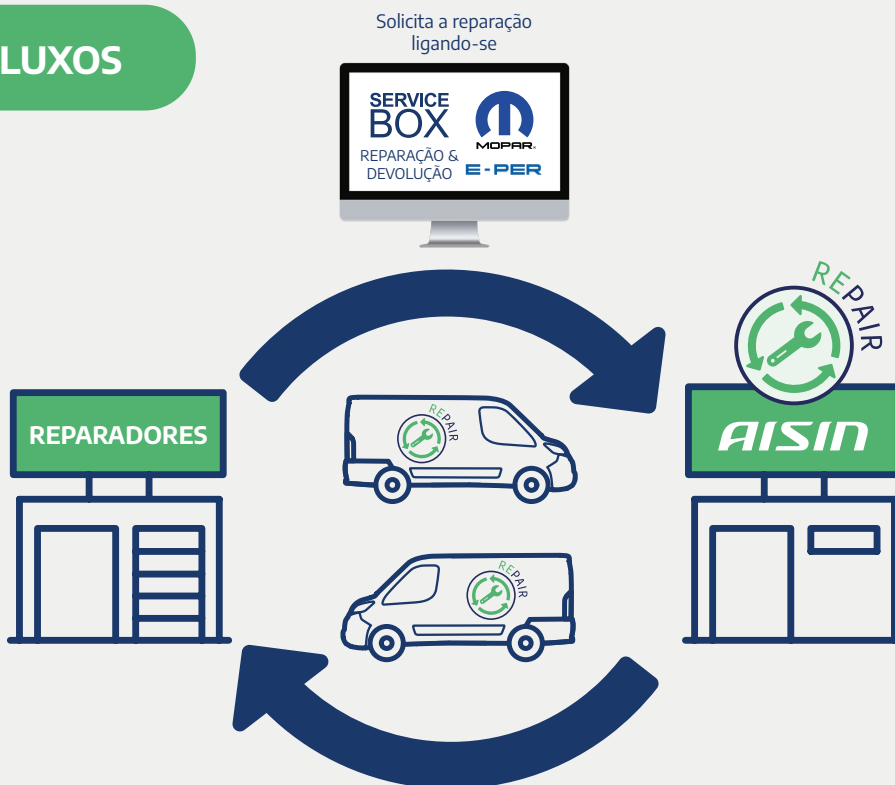 LUXOS
Solicita a reparação
ligando-se
SERVICE
BOX
REPARAÇÃO &
DEVOLUÇÃO
MOPAR
E-PER
REPAIR
REPARADORES
AISIN
REPAIR
REPAIR